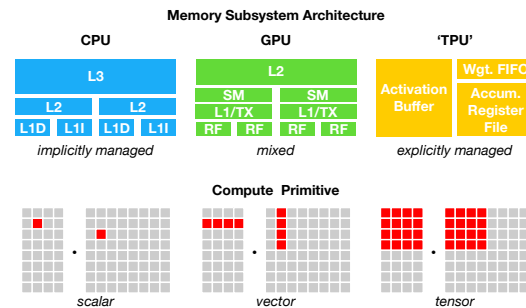 Memory Subsystem Architecture
CPU GPU 'TPU'
L3 L2 Activation Buffer Wgt. FIFO
L2 L2 SM SM Accum. Register File
L1D L1I L1D L1I L1/TX L1/TX
RF RF RF RF
implicitly managed mixed explicitly managed
Compute Primitive
· · ·
scalar vector tensor